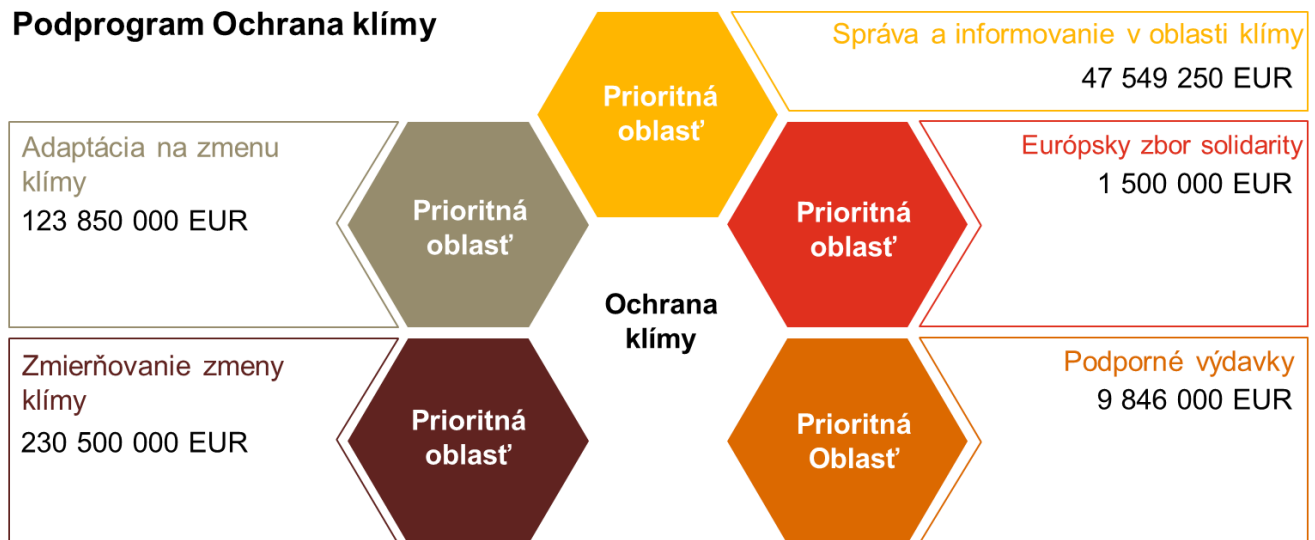 Podprogram Ochrana klímy
Správa a informovanie v oblasti klímy
47 549 250 EUR
Prioritná
oblasť
Adaptácia na zmenu
klímy
123 850 000 EUR
Prioritná
oblasť
Európsky zbor solidarity
1 500 000 EUR
Prioritná
oblasť
Ochrana
klímy
Zmierňovanie zmeny
klímy
230 500 000 EUR
Prioritná
oblasť
Podporné výdavky
9 846 000 EUR
Prioritná
Oblasť